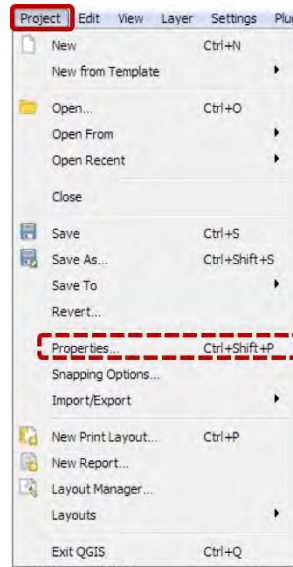 Project Edit View Layer Settings Plu
New Ctrl+N
New from Template
Open... Ctrl+O
Open From
Open Recent
Close
Save Ctrl+S
Save As... Ctrl+Shift+S
Save To
Revert...
Properties... Ctrl+Shift+P
Snapping Options...
Import/Export
New Print Layout... Ctrl+P
New Report...
Layout Manager...
Layouts
Exit QGIS Ctrl+Q